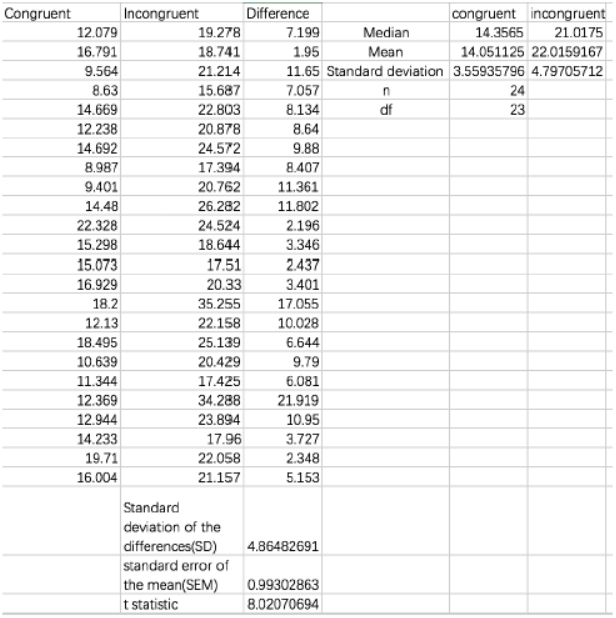 Congruent Incongruent Difference congruent incongruent
12.079 19.278 7.199 Median 14.3565 21.0175
16.791 18.741 1.95 Mean 14.051125 22.0159167
9.564 21.214 11.65 Standard deviation 3.55935796 4.79705712
8.63 15.687 7.057 n 24
14.669 22.803 8.134 df 23
12.238 20.878 8.64
14.692 24.572 9.88
8.987 17.394 8.407
9.401 20.762 11.361
14.48 26.282 11.802
22.328 24.524 2.196
15.298 18.644 3.346
15.073 17.51 2.437
16.929 20.33 3.401
18.2 35.255 17.055
12.13 22.158 10.028
18.495 25.139 6.644
10.639 20.429 9.79
11.344 17.425 6.081
12.369 34.288 21.919
12.944 23.894 10.95
14.233 17.96 3.727
19.71 22.058 2.348
16.004 21.157 5.153
Standard
deviation of the
differences(SD) 4.86482691
standard error of
the mean(SEM) 0.99302863
t statistic 8.02070694